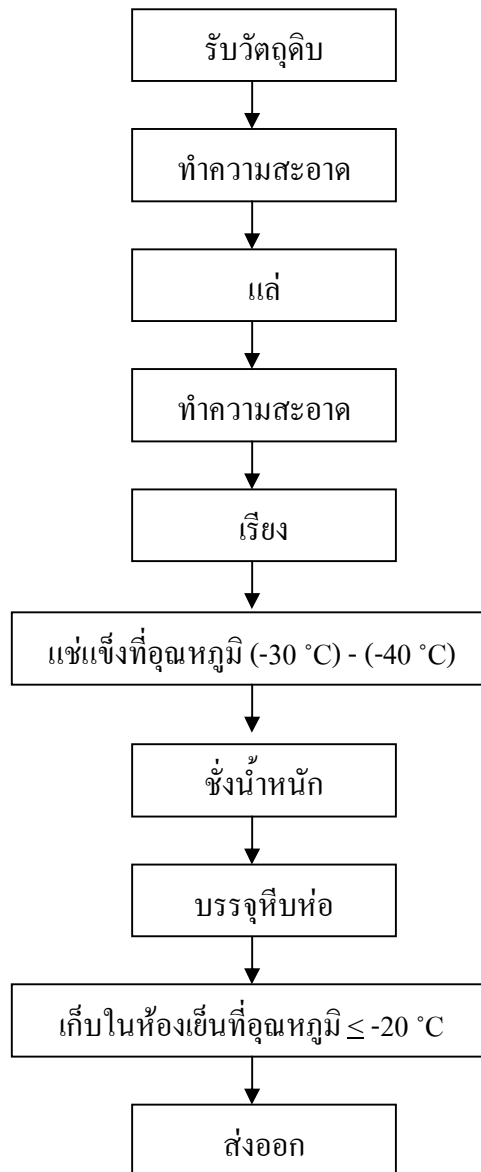 รับวัตถุดิบ
ทำความสะอาด
แล่
ทำความสะอาด
เรียง
แช่แข็งที่อุณหภูมิ (-30 ˚C) - (-40 ˚C)
ชั่งน้ำหนัก
บรรจุหีบห่อ
เก็บในห้องเย็นที่อุณหภูมิ < -20 ˚C
ส่งออก